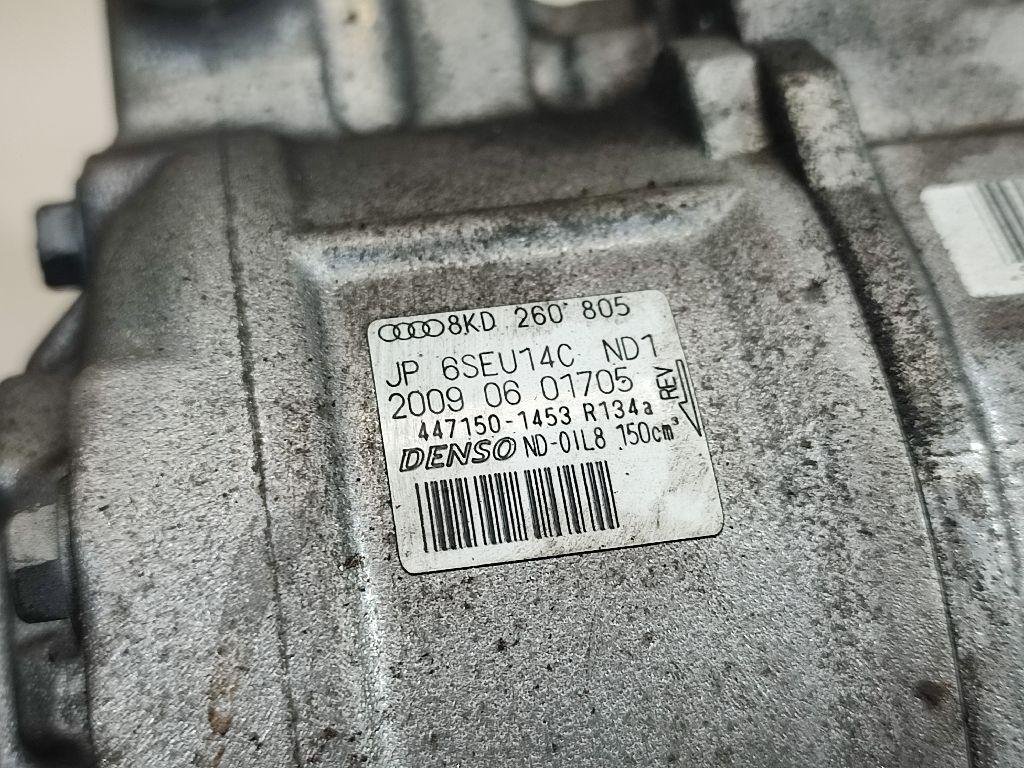 8KD 260 805
JP 6SEU14C ND1
2009 06 01705
447150-1453 R134a
DENSO ND-OIL8 150cm³
REV